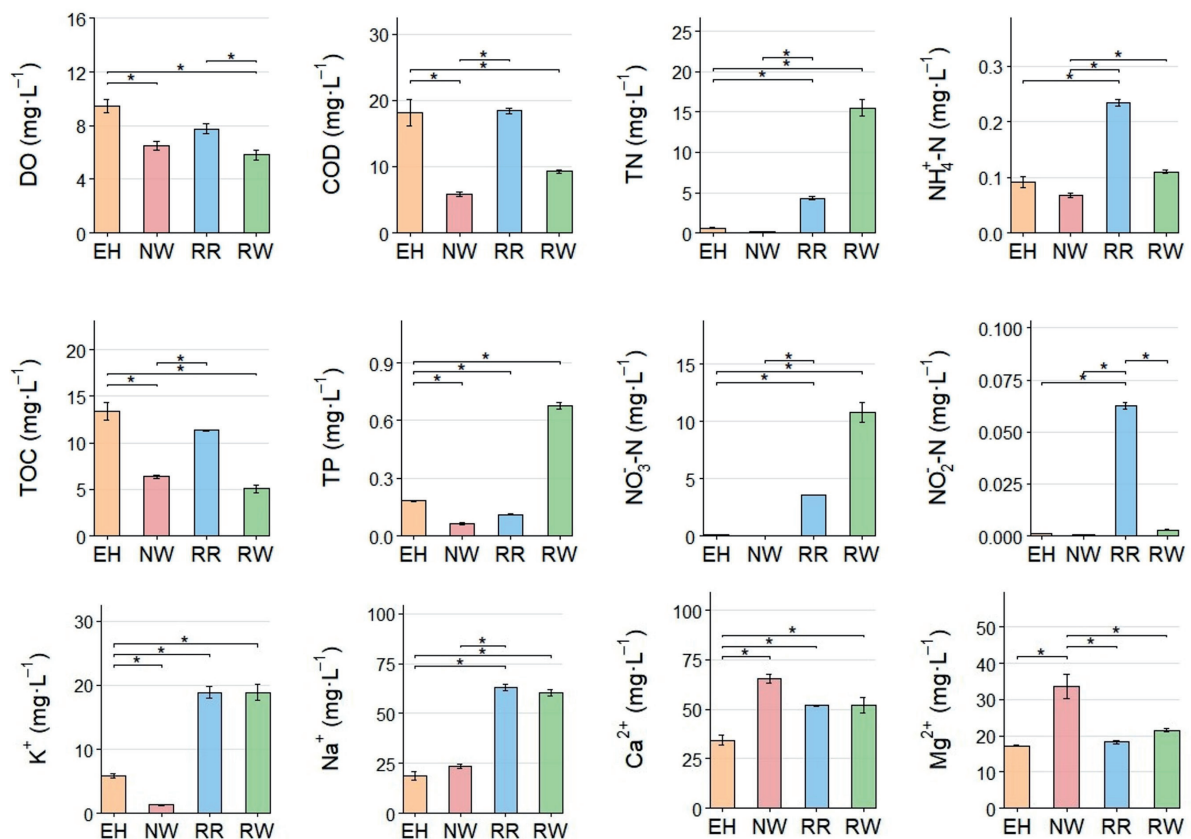 DO (mg·L⁻¹)
16
12
8
4
0
* * *
EH NW RR RW
COD (mg·L⁻¹)
30
20
10
0
* * *
EH NW RR RW
TN (mg·L⁻¹)
25
20
15
10
5
0
* * *
EH NW RR RW
NH₄⁺-N (mg·L⁻¹)
0.3
0.2
0.1
0.0
* * *
EH NW RR RW
TOC (mg·L⁻¹)
20
15
10
5
0
* * *
EH NW RR RW
TP (mg·L⁻¹)
0.9
0.6
0.3
0.0
* * *
EH NW RR RW
NO₃⁻-N (mg·L⁻¹)
15
10
5
0
* * *
EH NW RR RW
NO₂⁻-N (mg·L⁻¹)
0.100
0.075
0.050
0.025
0.000
* * *
EH NW RR RW
K⁺ (mg·L⁻¹)
30
20
10
0
* * *
EH NW RR RW
Na⁺ (mg·L⁻¹)
100
75
50
25
0
* * *
EH NW RR RW
Ca²⁺ (mg·L⁻¹)
100
75
50
25
0
* * *
EH NW RR RW
Mg²⁺ (mg·L⁻¹)
50
40
30
20
10
0
* * *
EH NW RR RW